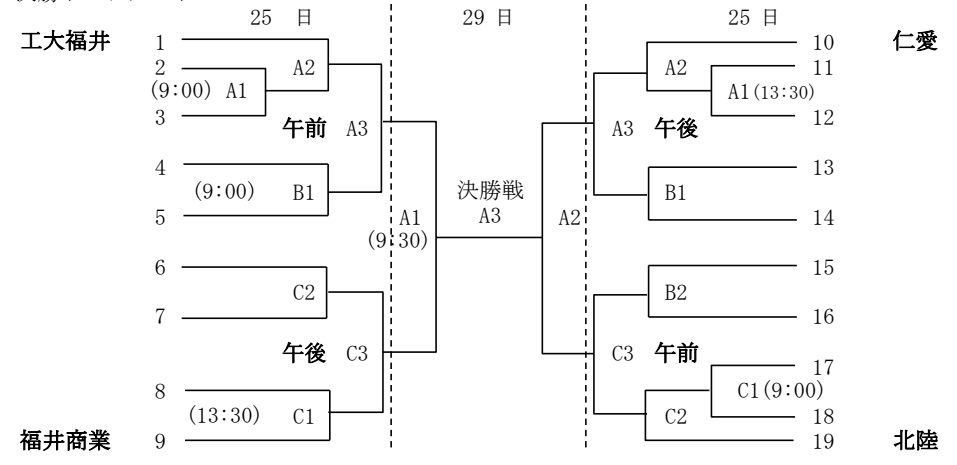 25 日 29 日 25 日
工大福井 1 10 仁愛
2 A2 A2 11
(9:00) A1 A1(13:30)
3 12
午前 A3 A3 午後
4 13
(9:00) B1 決勝戦 B1
5 A1 A3 A2 14
(9:30)
6 15
C2 B2
7 16
午後 C3 C3 午前
17
8 C1(9:00)
(13:30) C1 C2 18
福井商業 9 19 北陸